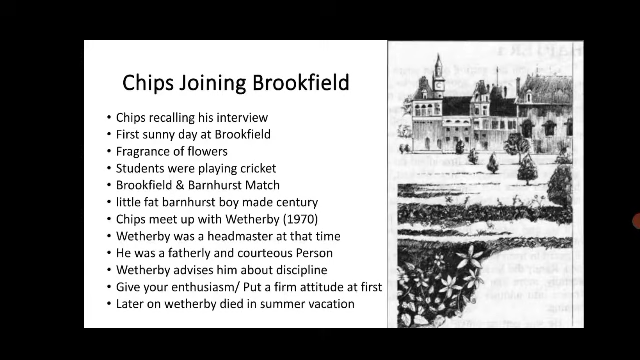 Chips Joining Brookfield
• Chips recalling his interview
• First sunny day at Brookfield
• Fragrance of flowers
• Students were playing cricket
• Brookfield & Barnhurst Match
• little fat barnhurst boy made century
• Chips meet up with Wetherby (1970)
• Wetherby was a headmaster at that time
• He was a fatherly and courteous Person
• Wetherby advises him about discipline
• Give your enthusiasm/ Put a firm attitude at first
• Later on wetherby died in summer vacation